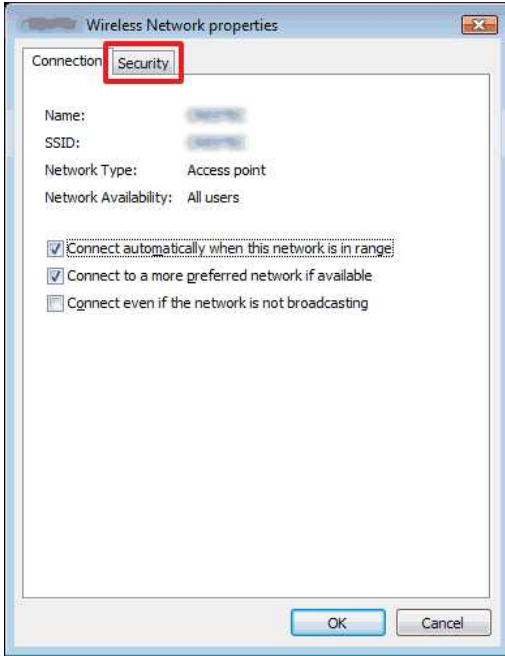 Wireless Network properties
Connection Security
Name:
SSID:
Network Type: Access point
Network Availability: All users
Connect automatically when this network is in range
Connect to a more preferred network if available
Connect even if the network is not broadcasting
OK Cancel